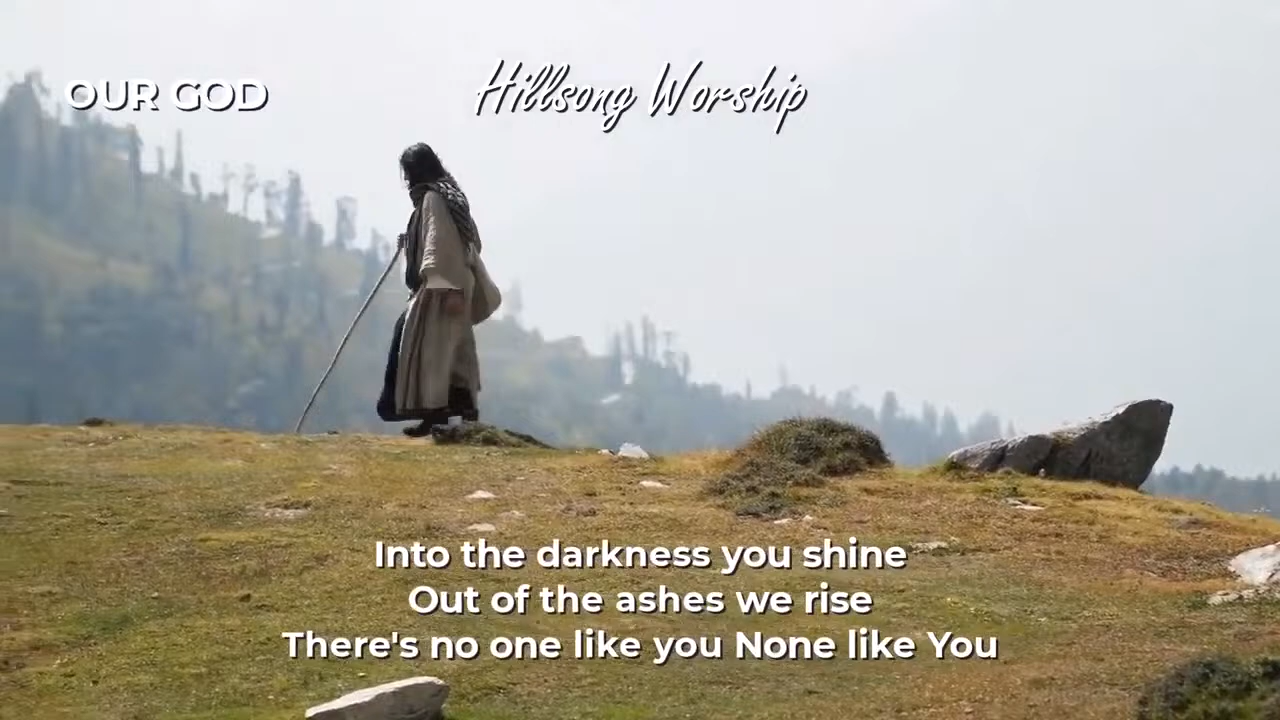 OUR GOD
Hillsong Worship
Into the darkness you shine
Out of the ashes we rise
There's no one like you None like You